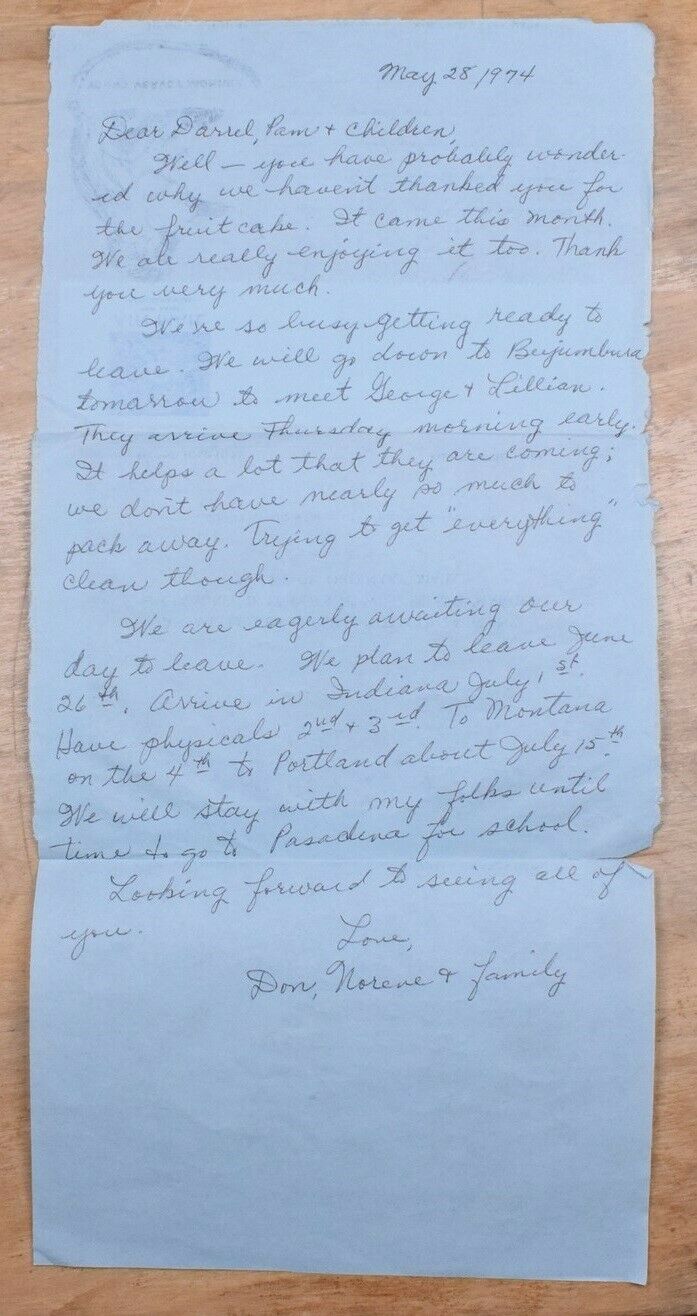 May 28, 1974
Dear Darrel, Pam + Children,
Well — you have probably wonder-
ed why we haven't thanked you for
the fruit cake. It came this month.
We are really enjoying it too. Thank
you very much.
We're so busy getting ready to
leave. We will go down to Bujumbura
tomarrow to meet George + Lillian.
They arrive Thursday morning early.
It helps a lot that they are coming;
we don't have nearly so much to
pack away. Trying to get "everything"
clean though.
We are eagerly awaiting our
day to leave. We plan to leave June
26th. Arrive in Indiana July 1st.
Have physicals 2nd + 3rd. To Montana
on the 4th to Portland about July 15th.
We will stay with my folks until
time to go to Pasadena for school.
Looking forward to seeing all of
you.
Love,
Don, Norene + family